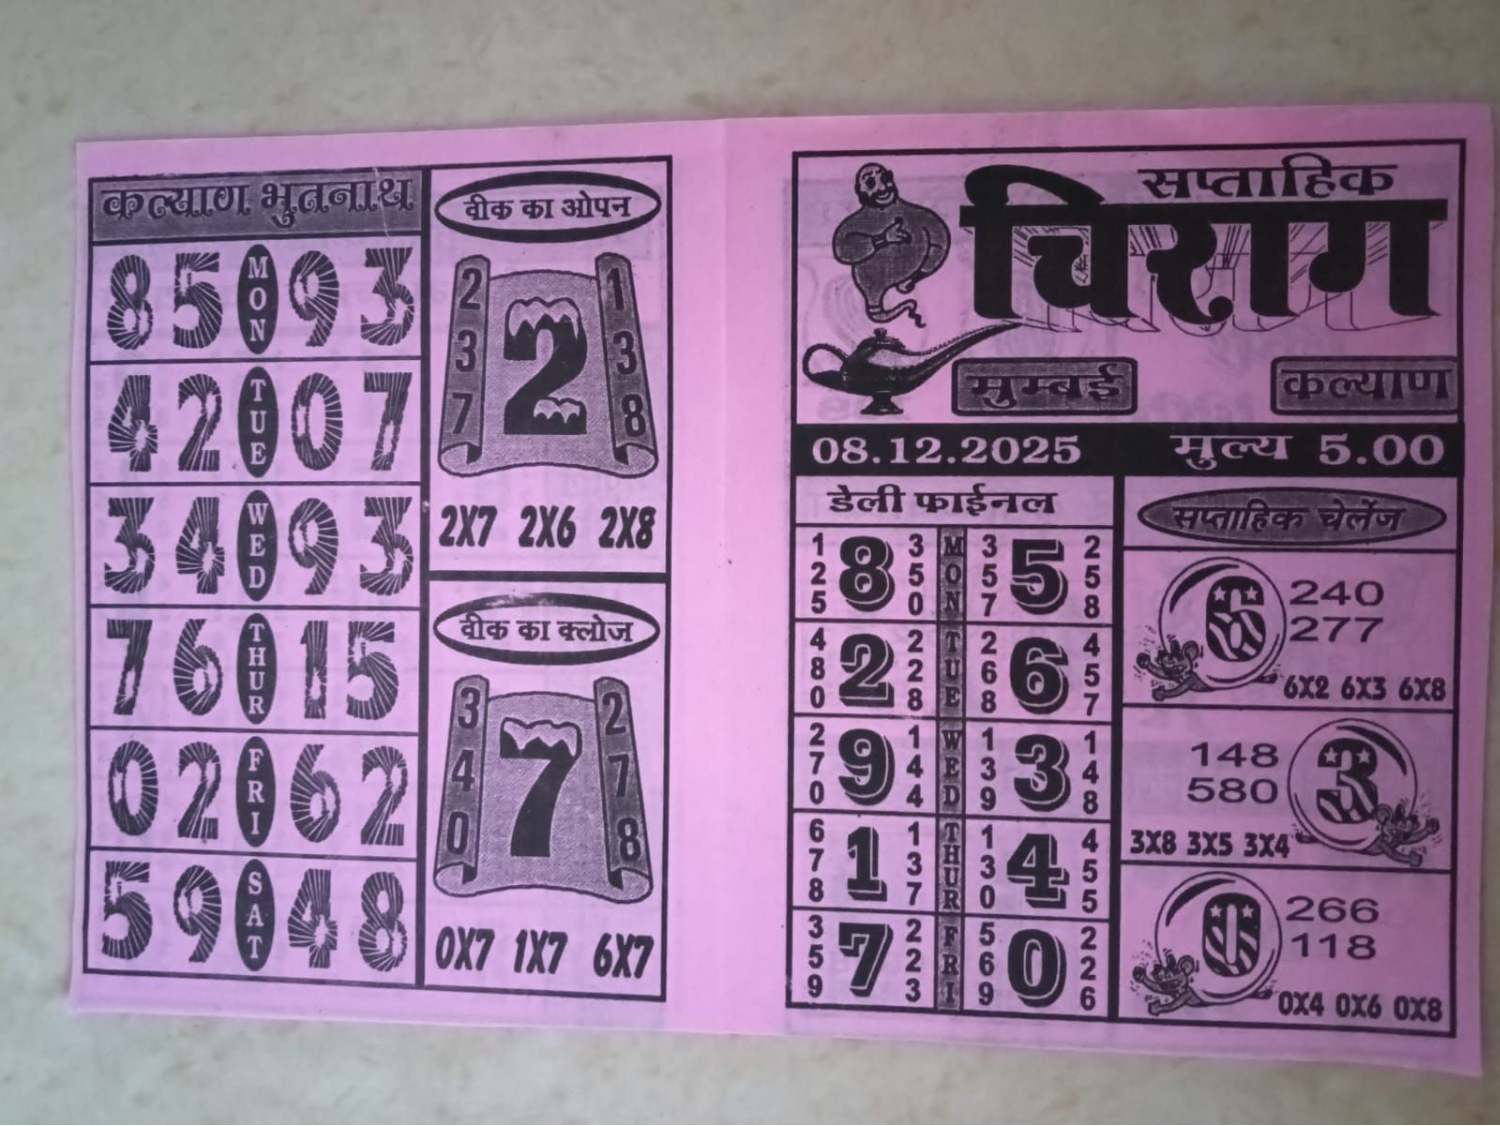 कल्याण भुतनाथ
8 5 MON 9 3
4 2 TUE 0 7
3 4 WED 9 3
7 6 THUR 1 5
0 2 FRI 6 2
5 9 SAT 4 8
वीक का ओपन
2 1
3 2 3
7 8
2X7 2X6 2X8
वीक का क्लोज
3 2
4 7 7
0 8
0X7 1X7 6X7
सप्ताहिक
चिराग
मुम्बई कल्याण
08.12.2025 मुल्य 5.00
डेली फाईनल
125 8 350 MON 357 5 258
480 2 228 TUE 268 6 457
270 9 144 WED 139 3 148
678 1 137 THUR 130 4 455
359 7 223 FRI 569 0 226
सप्ताहिक चेलेंज
6 240
277
6X2 6X3 6X8
148 3
580
3X8 3X5 3X4
0 266
118
0X4 0X6 0X8